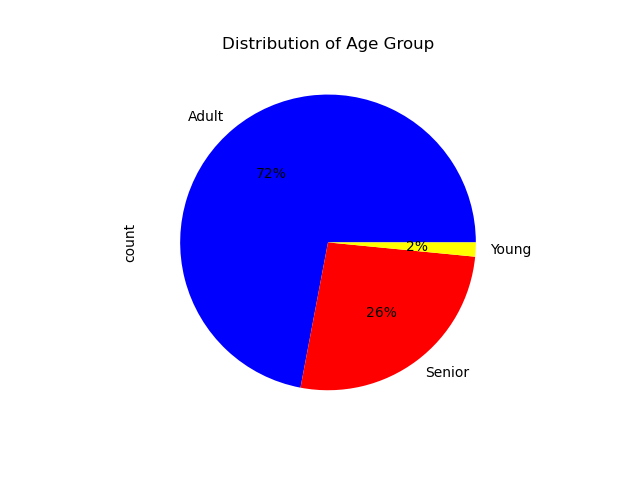 Distribution of Age Group
Adult
72%
count
2%
Young
26%
Senior